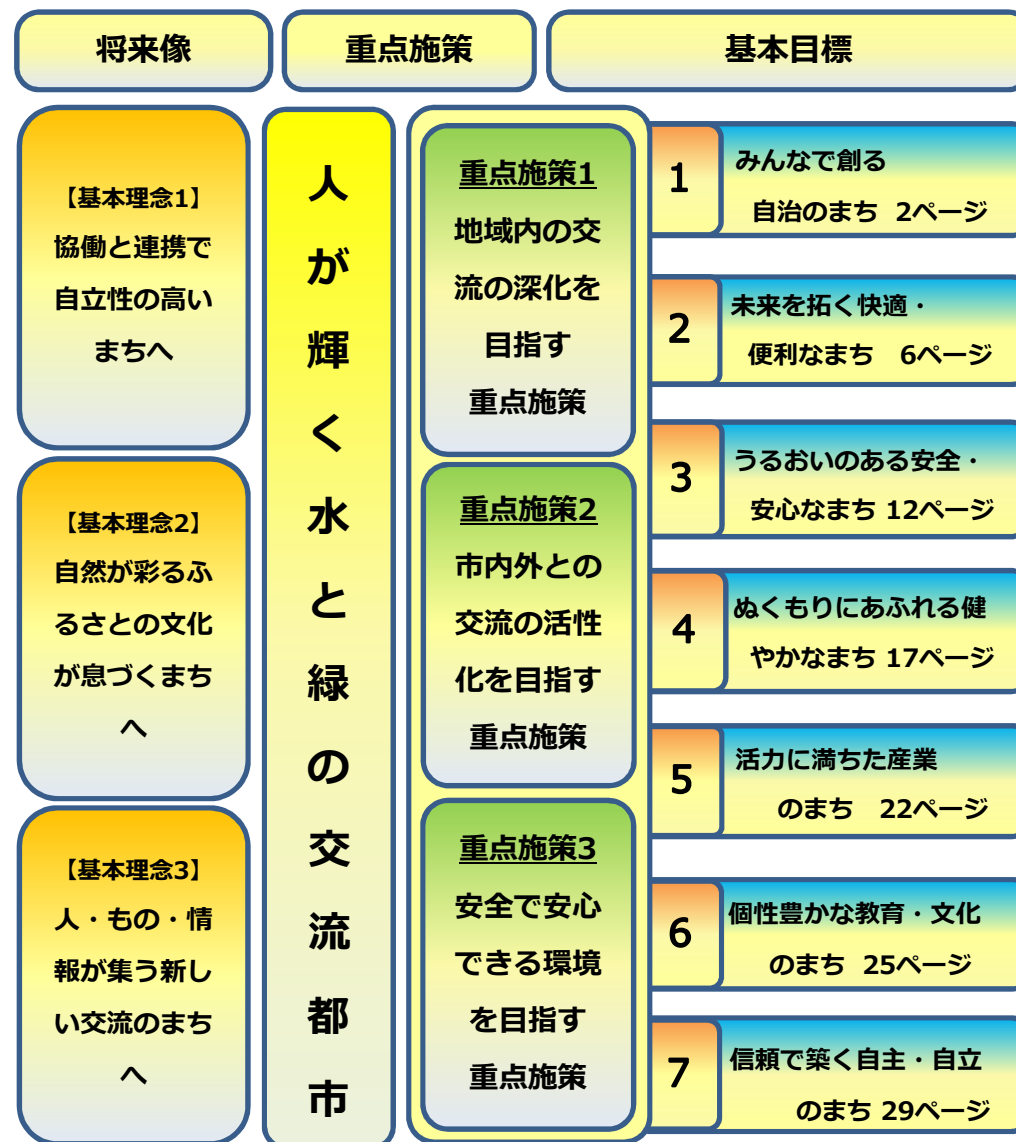 将来像
重点施策
基本目標
【基本理念1】
協働と連携で
自立性の高い
まちへ
【基本理念2】
自然が彩るふ
るさとの文化
が息づくまち
へ
【基本理念3】
人・もの・情
報が集う新し
い交流のまち
へ
人が輝く水と緑の交流都市
重点施策1
地域内の交
流の深化を
目指す
重点施策
重点施策2
市内外との
交流の活性
化を目指す
重点施策
重点施策3
安全で安心
できる環境
を目指す
重点施策
1
みんなで創る
自治のまち 2ページ
2
未来を拓く快適・
便利なまち 6ページ
3
うるおいのある安全・
安心なまち 12ページ
4
ぬくもりにあふれる健
やかなまち 17ページ
5
活力に満ちた産業
のまち 22ページ
6
個性豊かな教育・文化
のまち 25ページ
7
信頼で築く自主・自立
のまち 29ページ